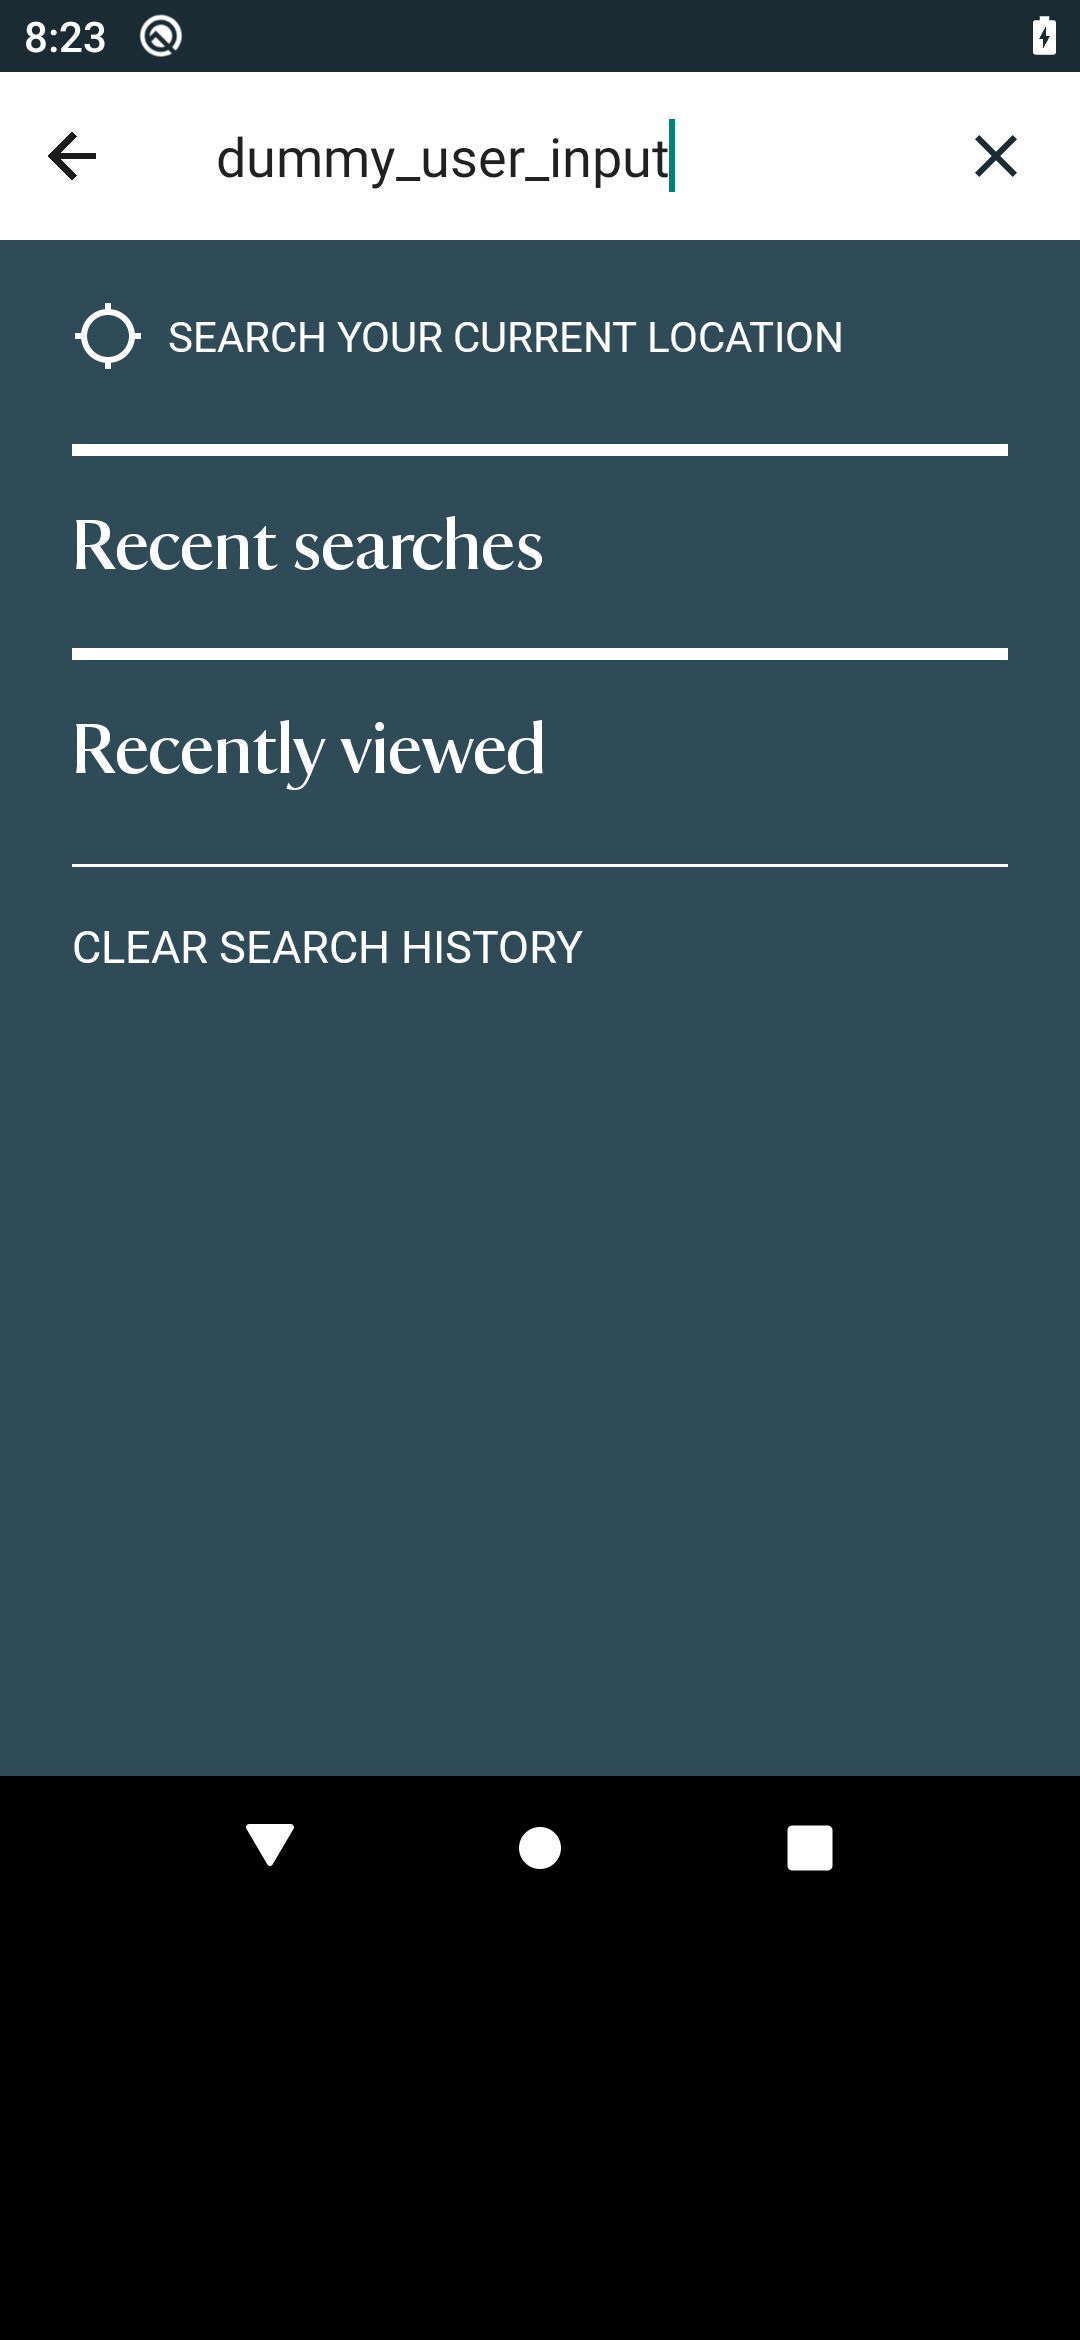 8:23
dummy_user_input
SEARCH YOUR CURRENT LOCATION
Recent searches
Recently viewed
CLEAR SEARCH HISTORY